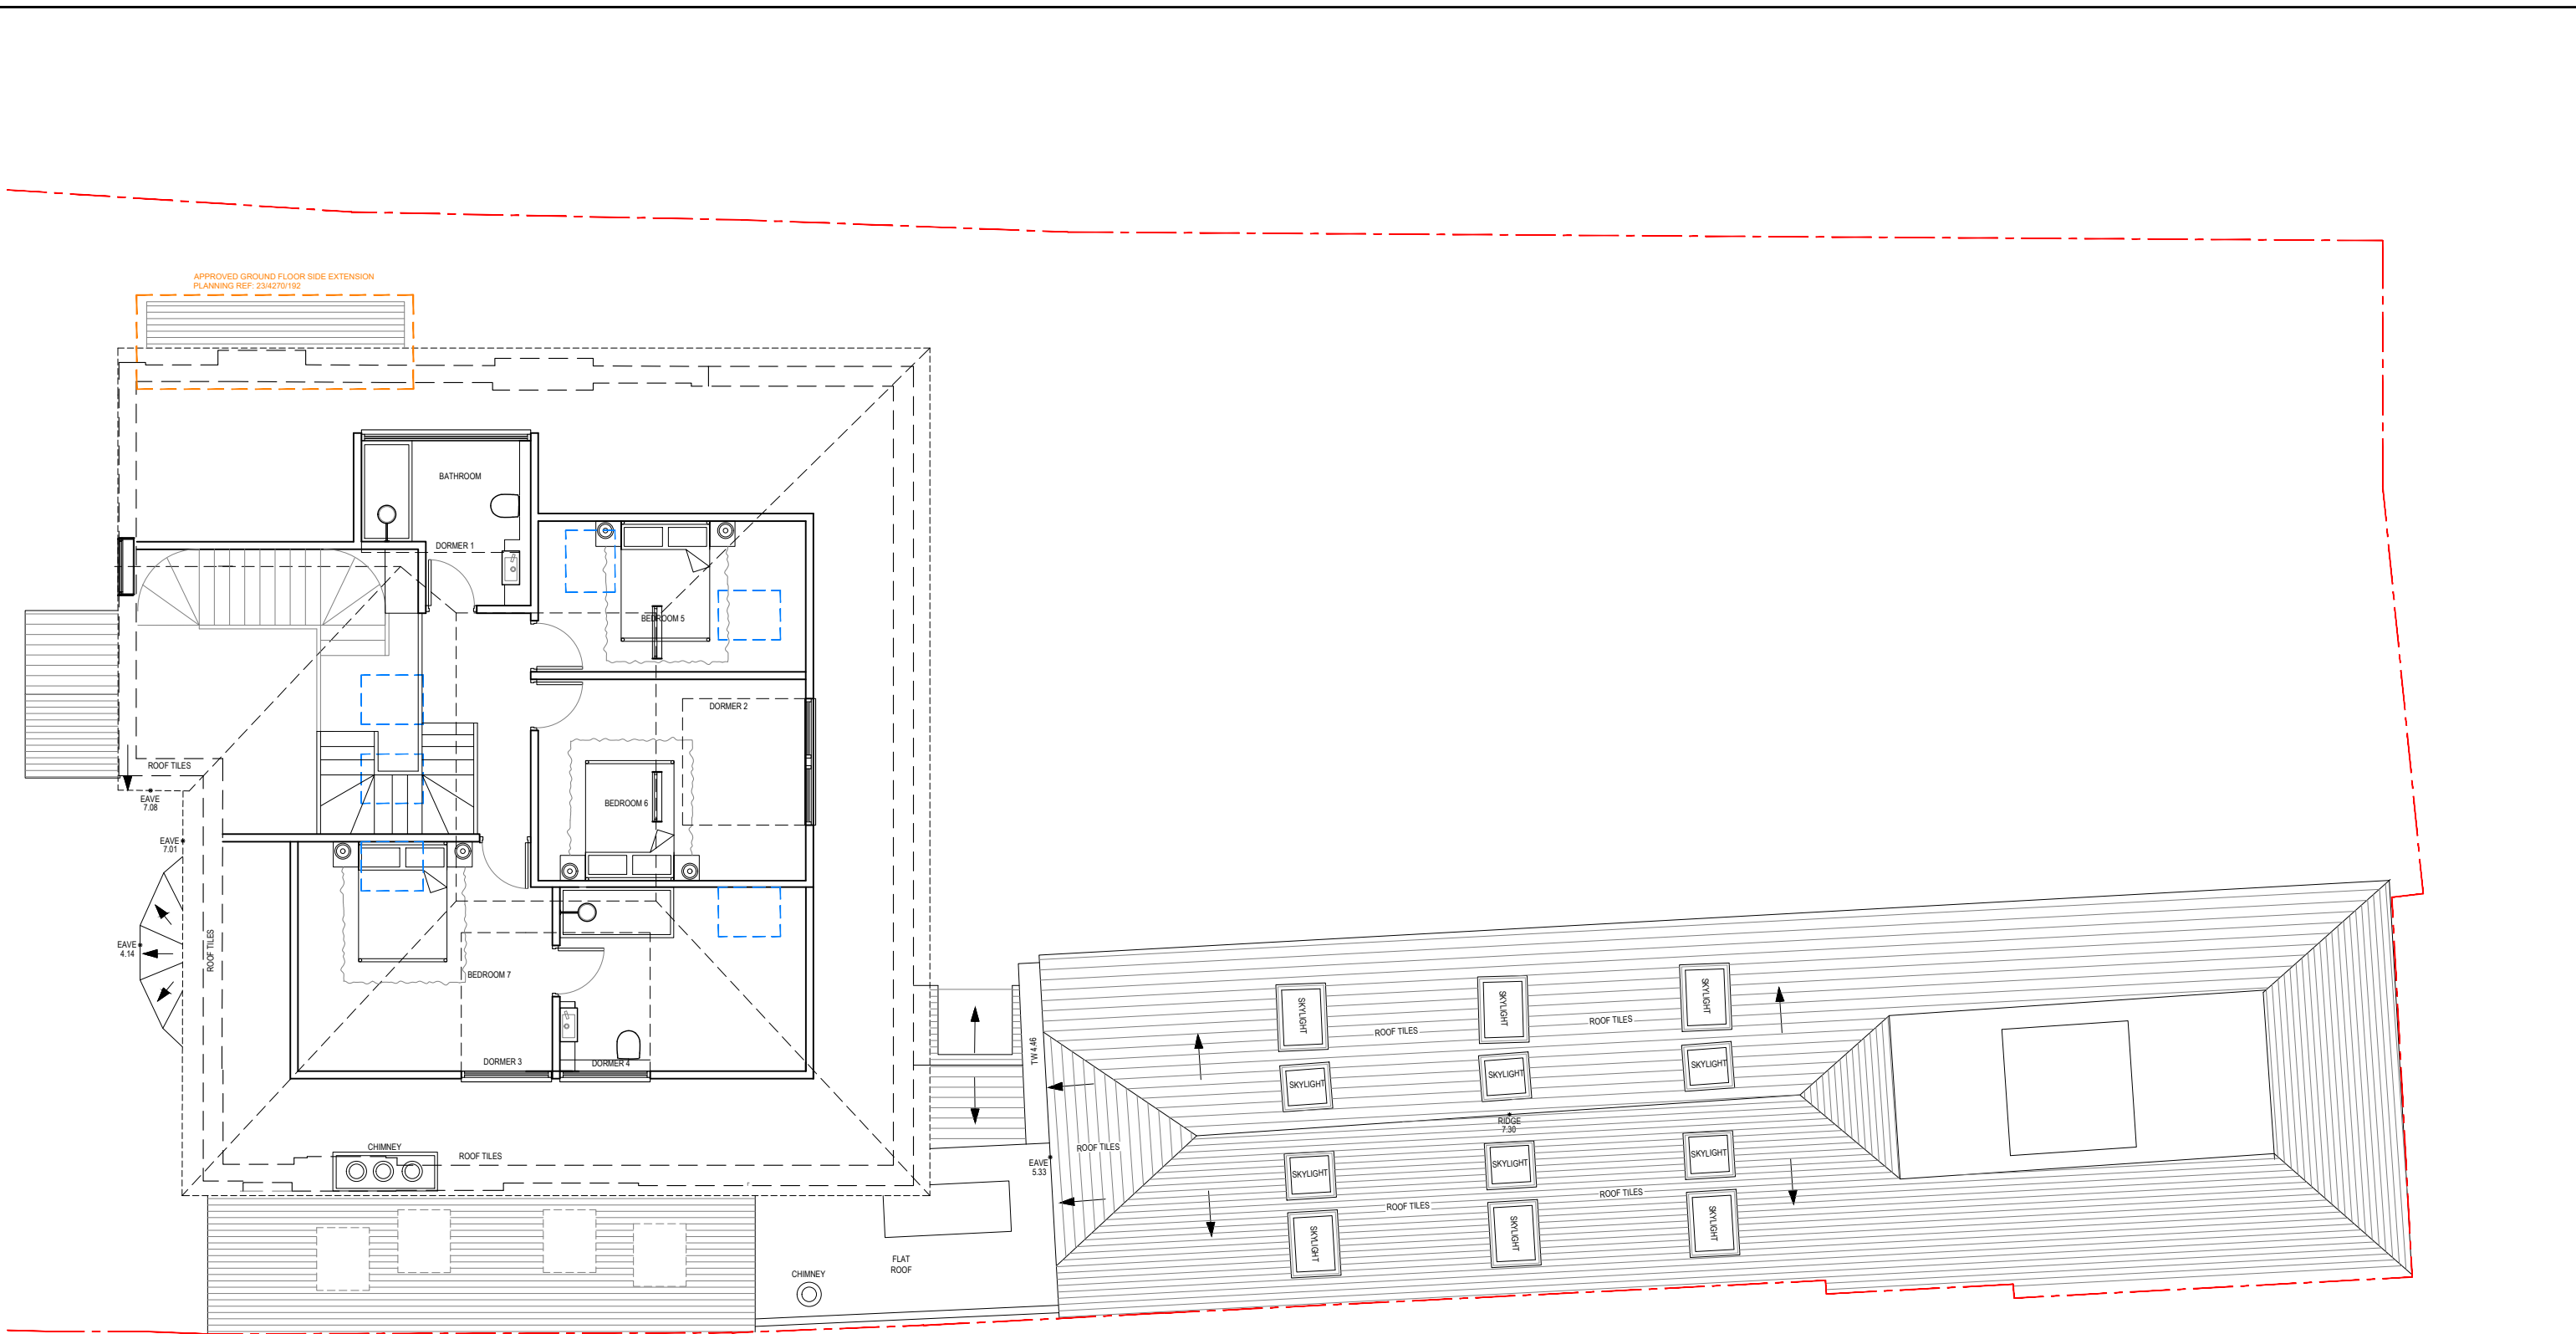 APPROVED GROUND FLOOR SIDE EXTENSION
PLANNING REF: 23/4270/192
BATHROOM
DORMER 1
BEDROOM 5
DORMER 2
ROOF TILES
EAVE
7.08
BEDROOM 6
EAVE
7.01
EAVE
4.14
ROOF TILES
BEDROOM 7
DORMER 3
DORMER 4
CHIMNEY
ROOF TILES
FLAT
ROOF
CHIMNEY
TW 4.46
EAVE
5.33
ROOF TILES
SKYLIGHT
SKYLIGHT
SKYLIGHT
ROOF TILES
ROOF TILES
SKYLIGHT
SKYLIGHT
SKYLIGHT
RIDGE
7.30
SKYLIGHT
SKYLIGHT
SKYLIGHT
ROOF TILES
ROOF TILES
SKYLIGHT
SKYLIGHT
SKYLIGHT